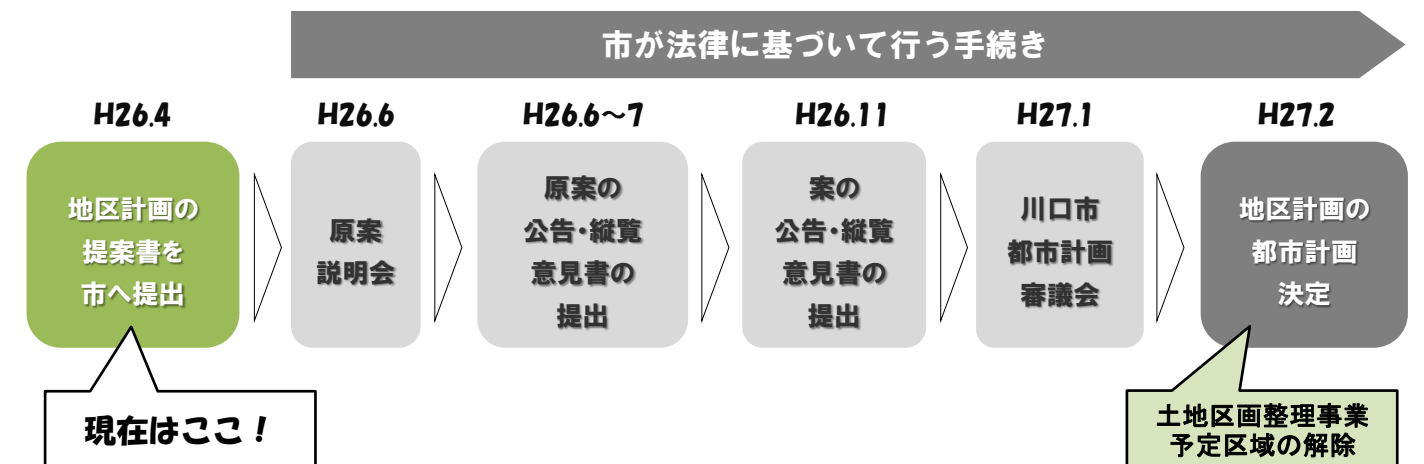 市が法律に基づいて行う手続き
H26.4
地区計画の
提案書を
市へ提出
H26.6
原案
説明会
H26.6～7
原案の
公告・縦覧
意見書の
提出
H26.11
案の
公告・縦覧
意見書の
提出
H27.1
川口市
都市計画
審議会
H27.2
地区計画の
都市計画
決定
現在はここ！
土地区画整理事業
予定区域の解除